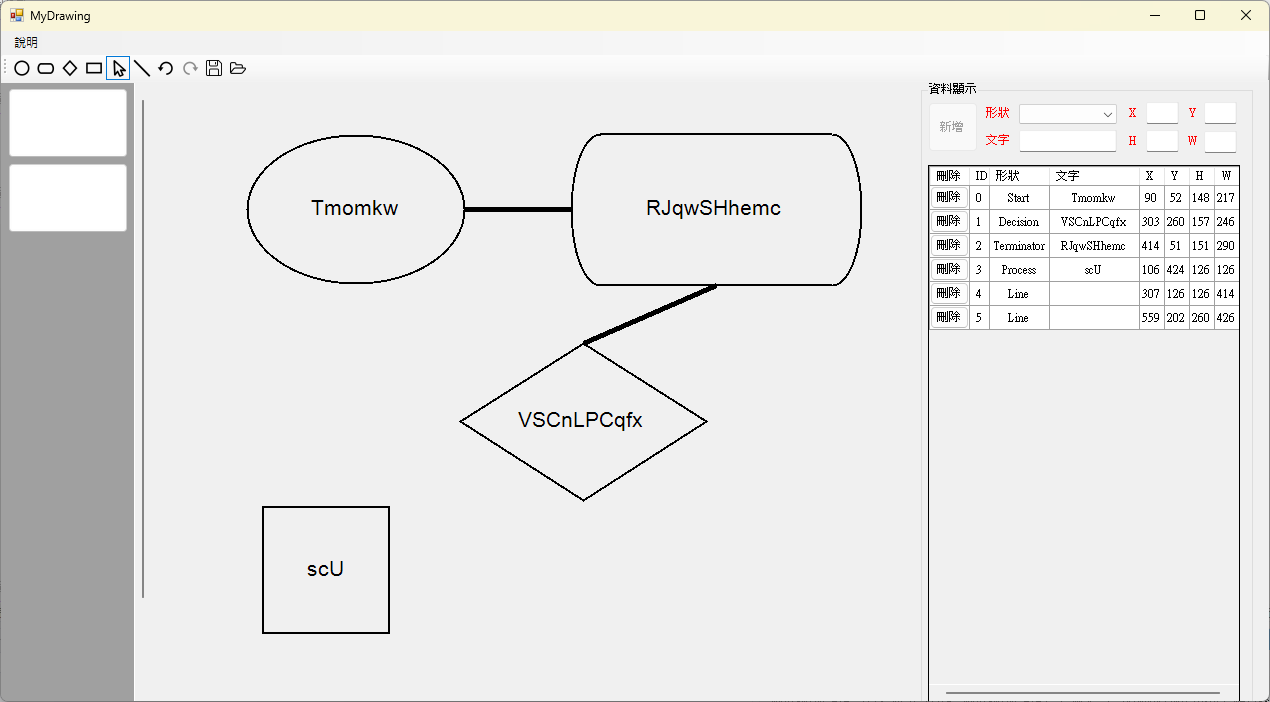 MyDrawing
說明
資料顯示
新增 形狀 X Y
文字 H W
Tmomkw
RJqwSHhemc
VSCnLPCqfx
scU
刪除 ID 形狀 文字 X Y H W
刪除 0 Start Tmomkw 90 52 148 217
刪除 1 Decision VSCnLPCqfx 303 260 157 246
刪除 2 Terminator RJqwSHhemc 414 51 151 290
刪除 3 Process scU 106 424 126 126
刪除 4 Line 307 126 126 414
刪除 5 Line 559 202 260 426